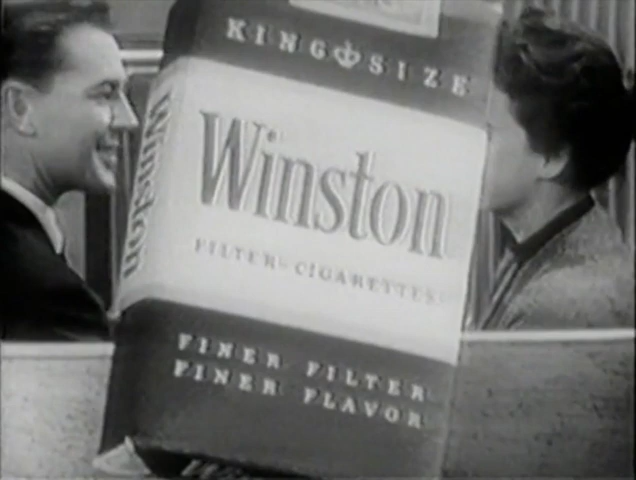 KING SIZE
Winston
Winston
FILTER-CIGARETTES
FINER FILTER
FINER FLAVOR